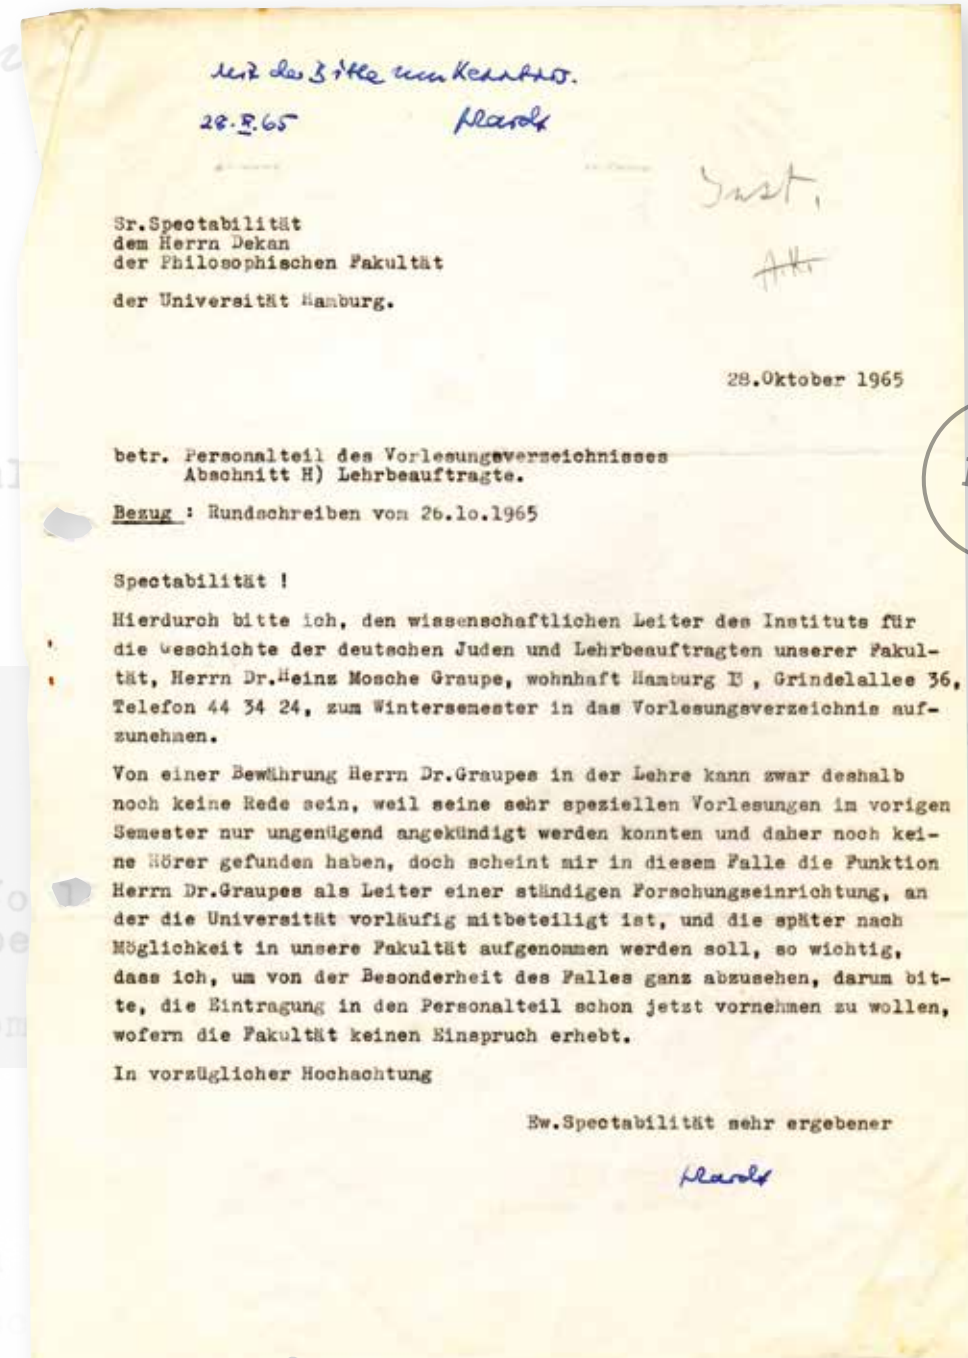 Mit der Bitte um Kenntnis.
28.X.65
Inst.
Sr.Spectabilität
dem Herrn Dekan
der Philosophischen Fakultät
der Universität Hamburg.
28.Oktober 1965
betr. Personalteil des Vorlesungsverzeichnisses
Abschnitt H) Lehrbeauftragte.
Bezug : Rundschreiben vom 26.1o.1965
Spectabilität !
Hierdurch bitte ich, den wissenschaftlichen Leiter des Instituts für
die Geschichte der deutschen Juden und Lehrbeauftragten unserer Fakul-
tät, Herrn Dr.Heinz Mosche Graupe, wohnhaft Hamburg 13 , Grindelallee 36,
Telefon 44 34 24, zum Wintersemester in das Vorlesungsverzeichnis auf-
zunehmen.
Von einer Bewährung Herrn Dr.Graupes in der Lehre kann zwar deshalb
noch keine Rede sein, weil seine sehr speziellen Vorlesungen im vorigen
Semester nur ungenügend angekündigt werden konnten und daher noch kei-
ne Hörer gefunden haben, doch scheint mir in diesem Falle die Funktion
Herrn Dr.Graupes als Leiter einer ständigen Forschungseinrichtung, an
der die Universität vorläufig mitbeteiligt ist, und die später nach
Möglichkeit in unsere Fakultät aufgenommen werden soll, so wichtig,
dass ich, um von der Besonderheit des Falles ganz abzusehen, darum bit-
te, die Eintragung in den Personalteil schon jetzt vornehmen zu wollen,
wofern die Fakultät keinen Einspruch erhebt.
In vorzüglicher Hochachtung
Ew.Spectabilität sehr ergebener